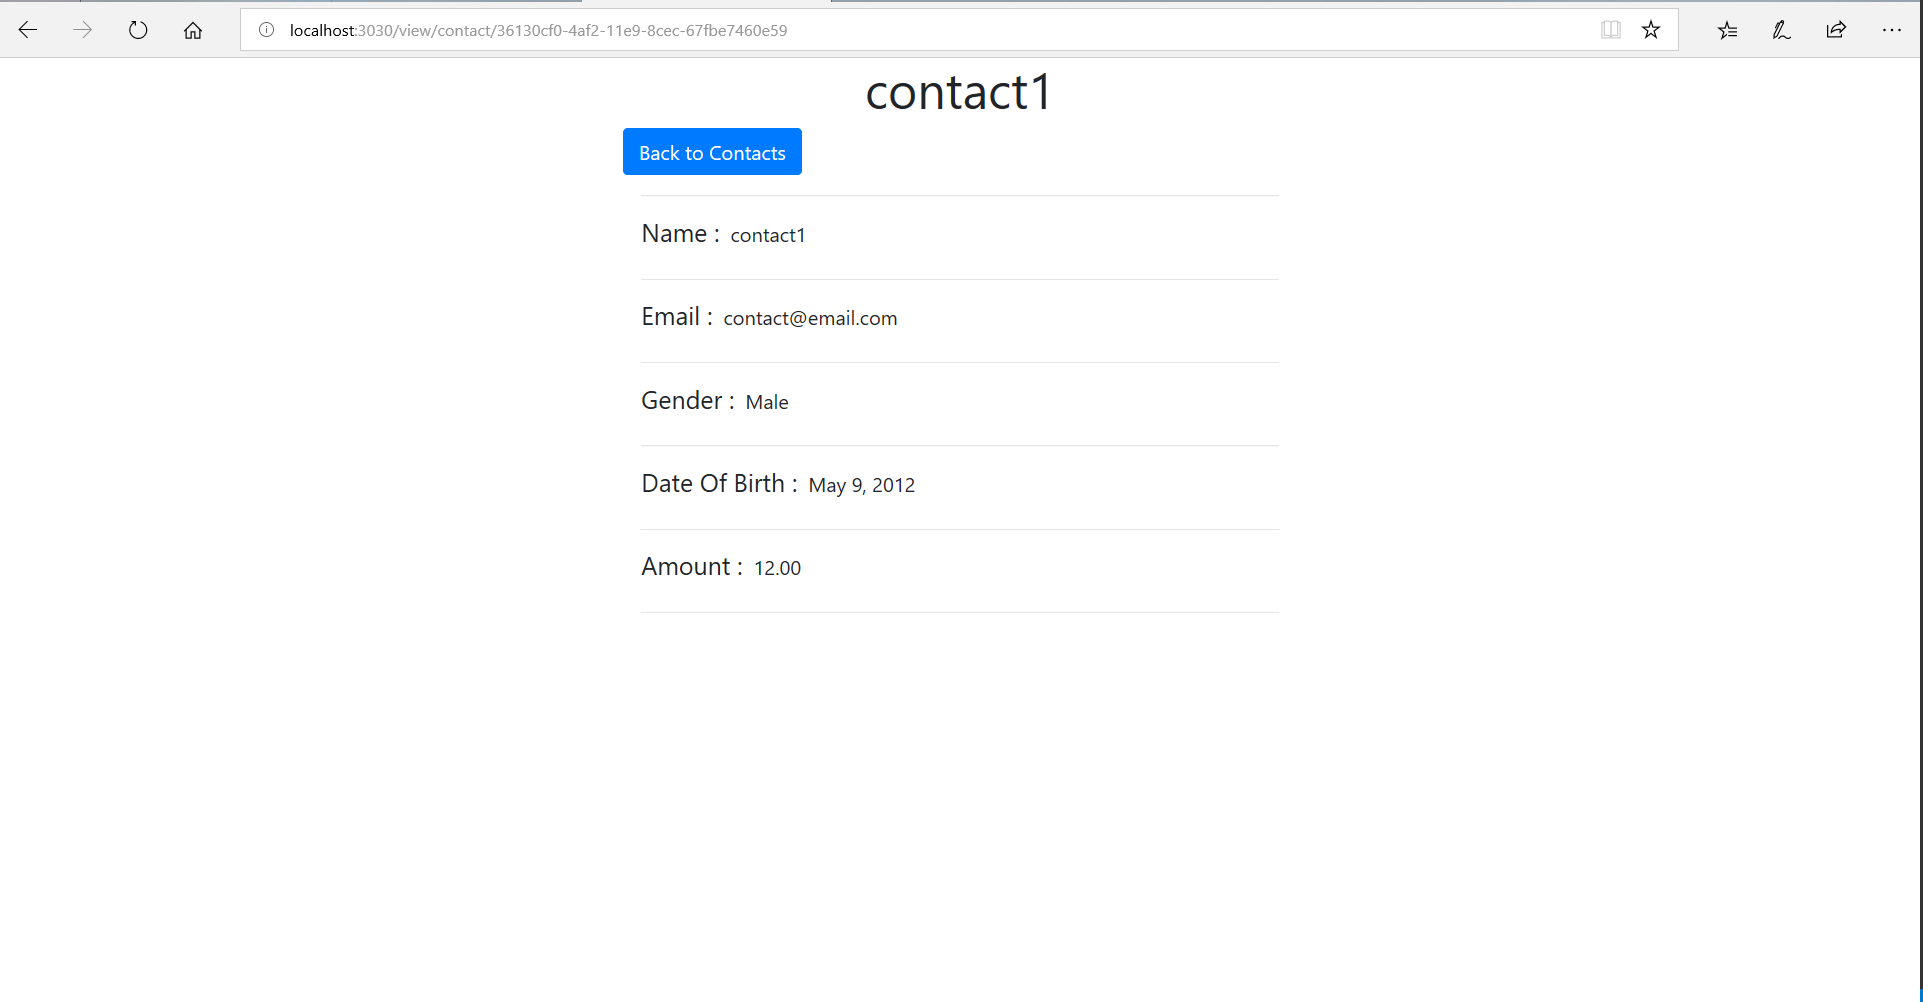 localhost:3030/view/contact/36130cf0-4af2-11e9-8cec-67fbe7460e59
contact1
Back to Contacts
Name : contact1
Email : contact@email.com
Gender : Male
Date Of Birth : May 9, 2012
Amount : 12.00